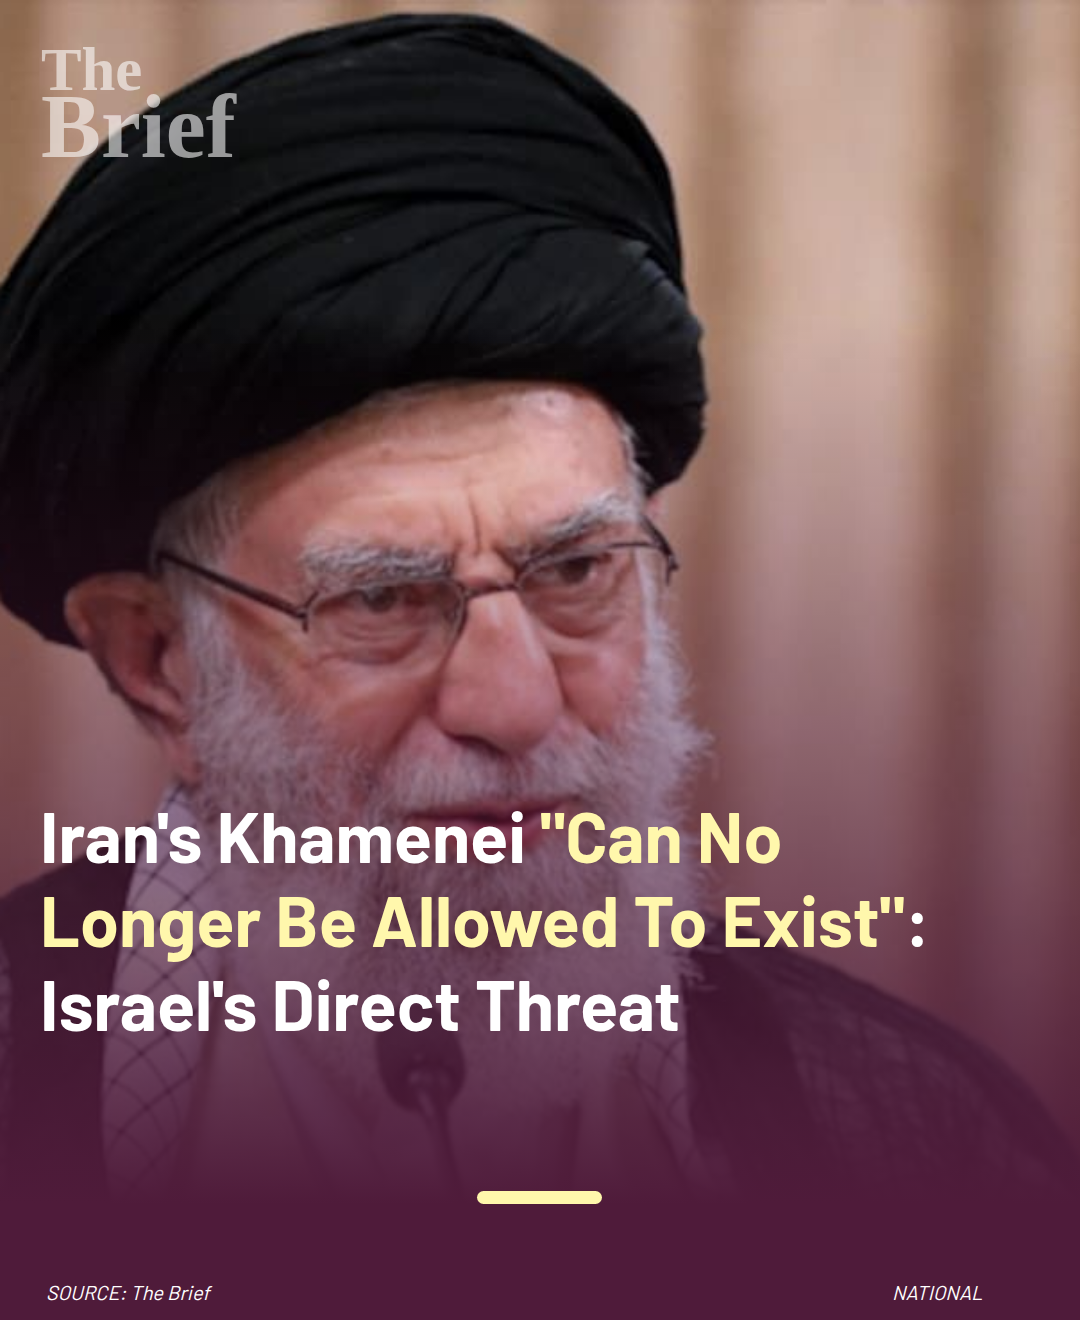 The
Brief
Iran's Khamenei "Can No
Longer Be Allowed To Exist":
Israel's Direct Threat
SOURCE: The Brief
NATIONAL